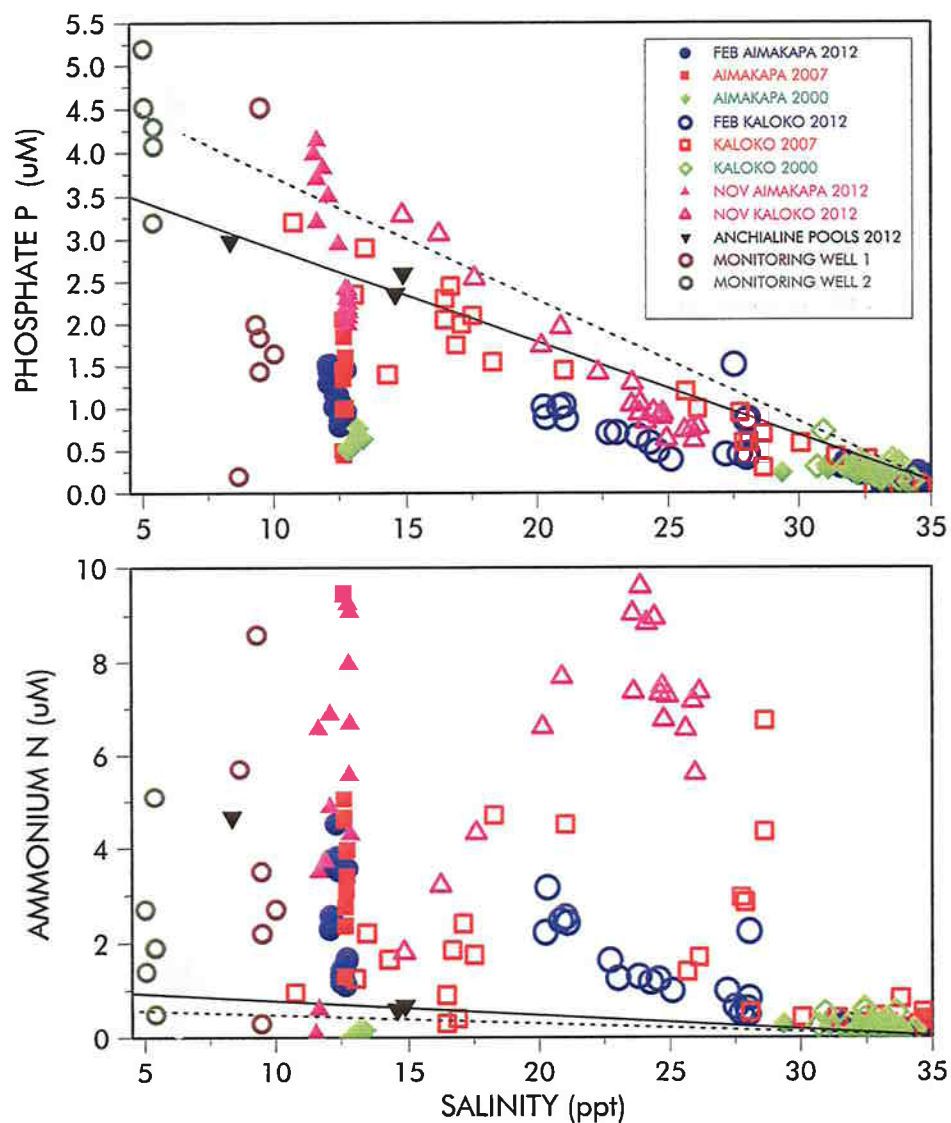 PHOSPHATE P (uM)
5.5
5.0
4.5
4.0
3.5
3.0
2.5
2.0
1.5
1.0
0.5
0.0
FEB AIMAKAPA 2012
AIMAKAPA 2007
AIMAKAPA 2000
FEB KALOKO 2012
KALOKO 2007
KALOKO 2000
NOV AIMAKAPA 2012
NOV KALOKO 2012
ANCHIALINE POOLS 2012
MONITORING WELL 1
MONITORING WELL 2
5 10 15 20 25 30 35
AMMONIUM N (uM)
10
8
6
4
2
0
5 10 15 20 25 30 35
SALINITY (ppt)